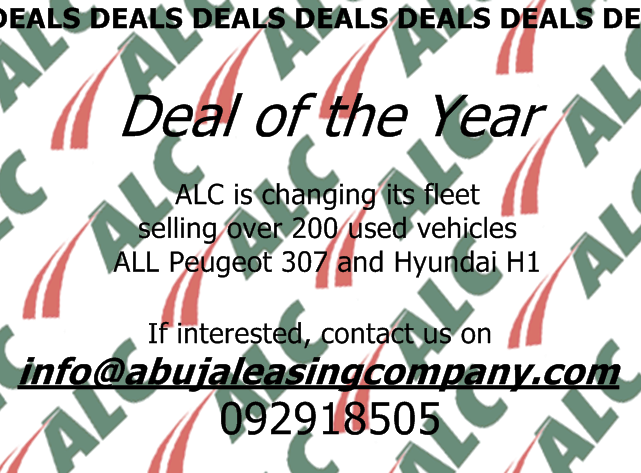 DEALS DEALS DEALS DEALS DEALS DEALS DE
Deal of the Year
ALC is changing its fleet
selling over 200 used vehicles
ALL Peugeot 307 and Hyundai H1
If interested, contact us on
info@abujaleasingcompany.com
092918505